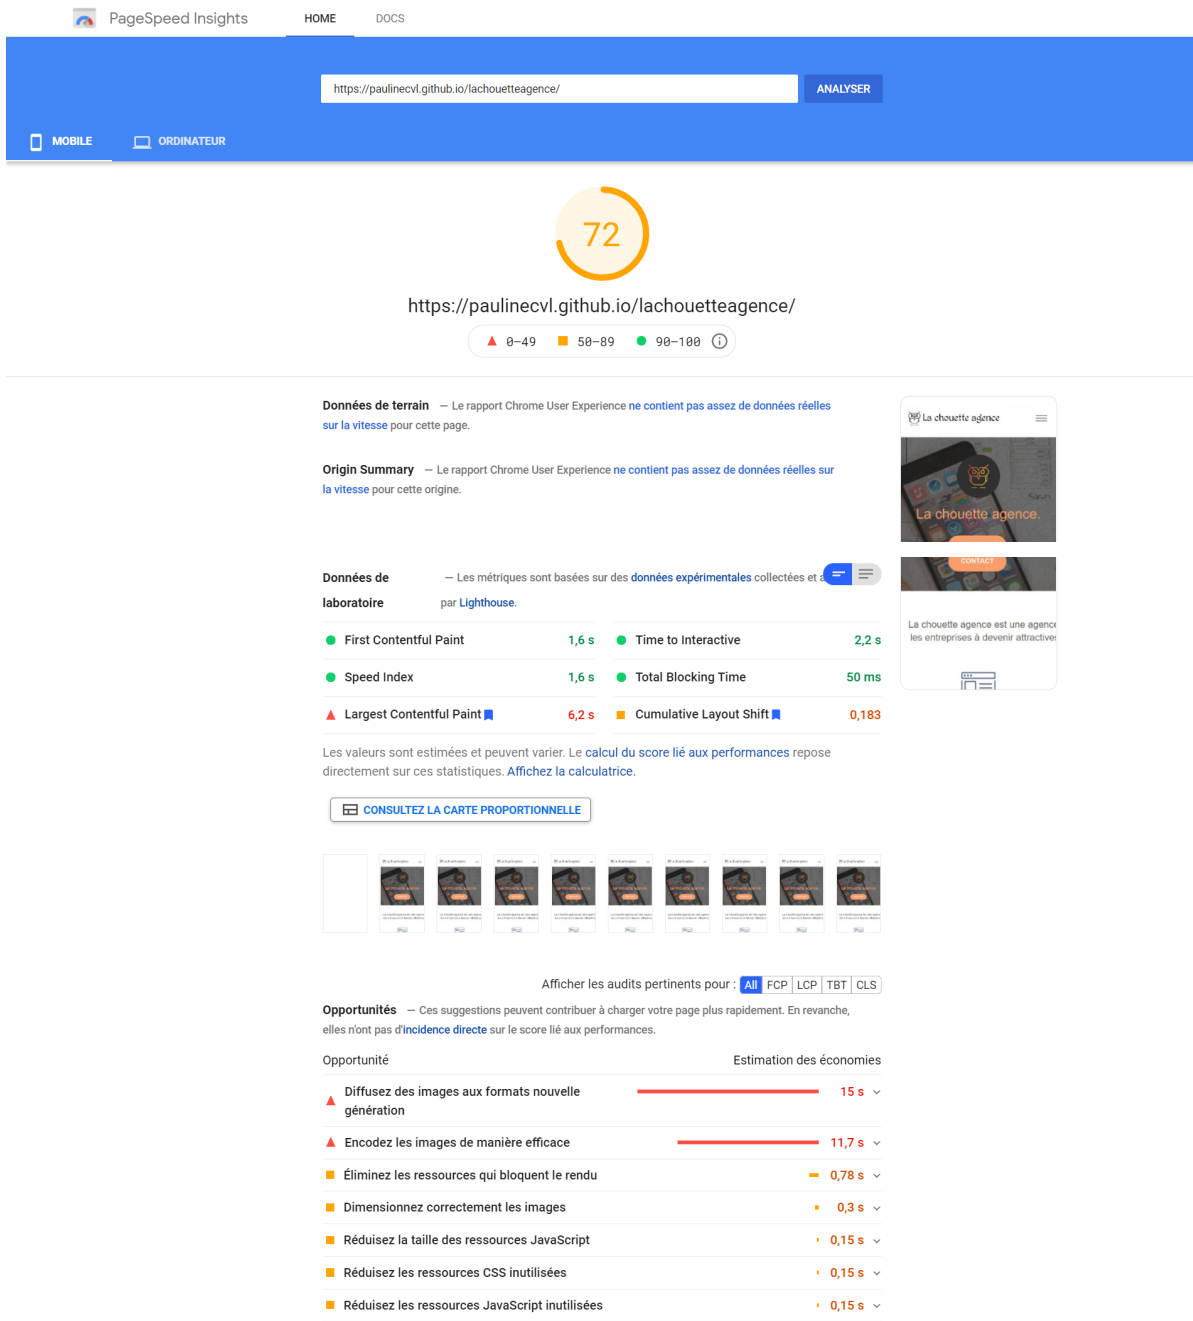 PageSpeed Insights
HOME
DOCS
https://paulinecvl.github.io/lachouetteagence/
ANALYSER
MOBILE
ORDINATEUR
72
https://paulinecvl.github.io/lachouetteagence/
0–49
50–89
90–100
Données de terrain — Le rapport Chrome User Experience ne contient pas assez de données réelles
sur la vitesse pour cette page.
La chouette agence
Origin Summary — Le rapport Chrome User Experience ne contient pas assez de données réelles sur
la vitesse pour cette origine.
La chouette agence.
CONTACT
Données de
laboratoire
— Les métriques sont basées sur des données expérimentales collectées et
par Lighthouse.
La chouette agence est une agence
les entreprises à devenir attractives
First Contentful Paint 1,6 s
Time to Interactive 2,2 s
Speed Index 1,6 s
Total Blocking Time 50 ms
Largest Contentful Paint 6,2 s
Cumulative Layout Shift 0,183
Les valeurs sont estimées et peuvent varier. Le calcul du score lié aux performances repose
directement sur ces statistiques. Affichez la calculatrice.
CONSULTEZ LA CARTE PROPORTIONNELLE
Afficher les audits pertinents pour : All FCP LCP TBT CLS
Opportunités — Ces suggestions peuvent contribuer à charger votre page plus rapidement. En revanche,
elles n'ont pas d'incidence directe sur le score lié aux performances.
Opportunité
Estimation des économies
Diffusez des images aux formats nouvelle
génération
15 s
Encodez les images de manière efficace 11,7 s
Éliminez les ressources qui bloquent le rendu 0,78 s
Dimensionnez correctement les images 0,3 s
Réduisez la taille des ressources JavaScript 0,15 s
Réduisez les ressources CSS inutilisées 0,15 s
Réduisez les ressources JavaScript inutilisées 0,15 s